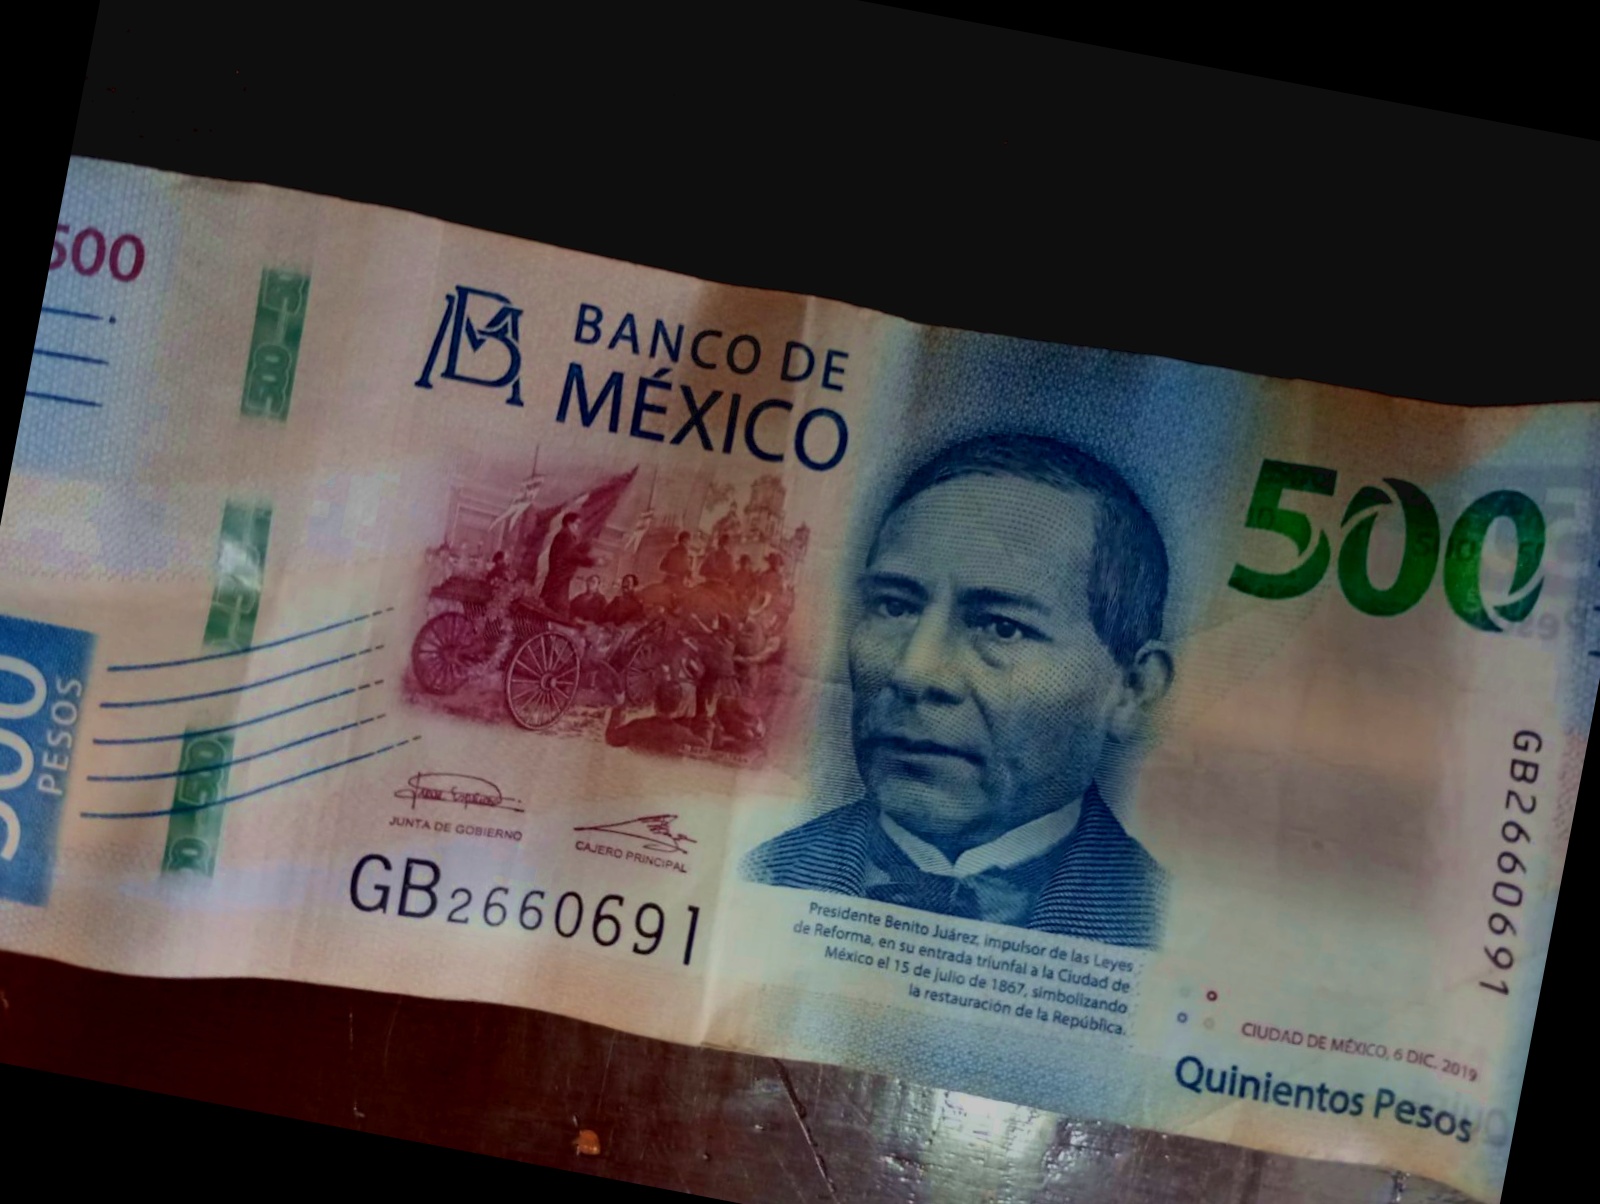 500
BANCO DE
MÉXICO
500
PESOS
500
JUNTA DE GOBIERNO
CAJERO PRINCIPAL
GB2660691
Presidente Benito Juárez, impulsor de las Leyes
de Reforma, en su entrada triunfal a la Ciudad de
México el 15 de julio de 1867, simbolizando
la restauración de la República.
GB2660691
CIUDAD DE MÉXICO, 6 DIC. 2019
Quinientos Pesos